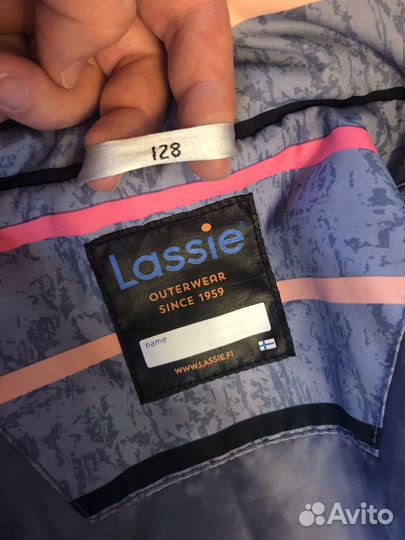 128
Lassie
OUTERWEAR
SINCE 1959
name
WWW.LASSIE.FI
Avito